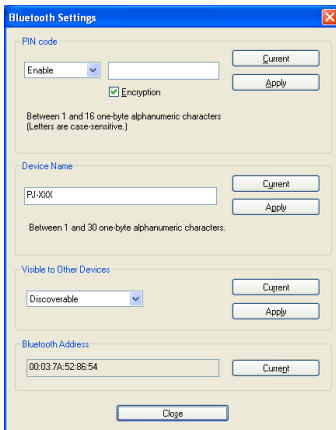 Bluetooth Settings
PIN code
Enable
Current
Apply
Encryption
Between 1 and 16 one-byte alphanumeric characters
(Letters are case-sensitive.)
Device Name
PJ-XXX
Current
Apply
Between 1 and 30 one-byte alphanumeric characters.
Visible to Other Devices
Discoverable
Current
Apply
Bluetooth Address
00:03:7A:52:86:54
Current
Close